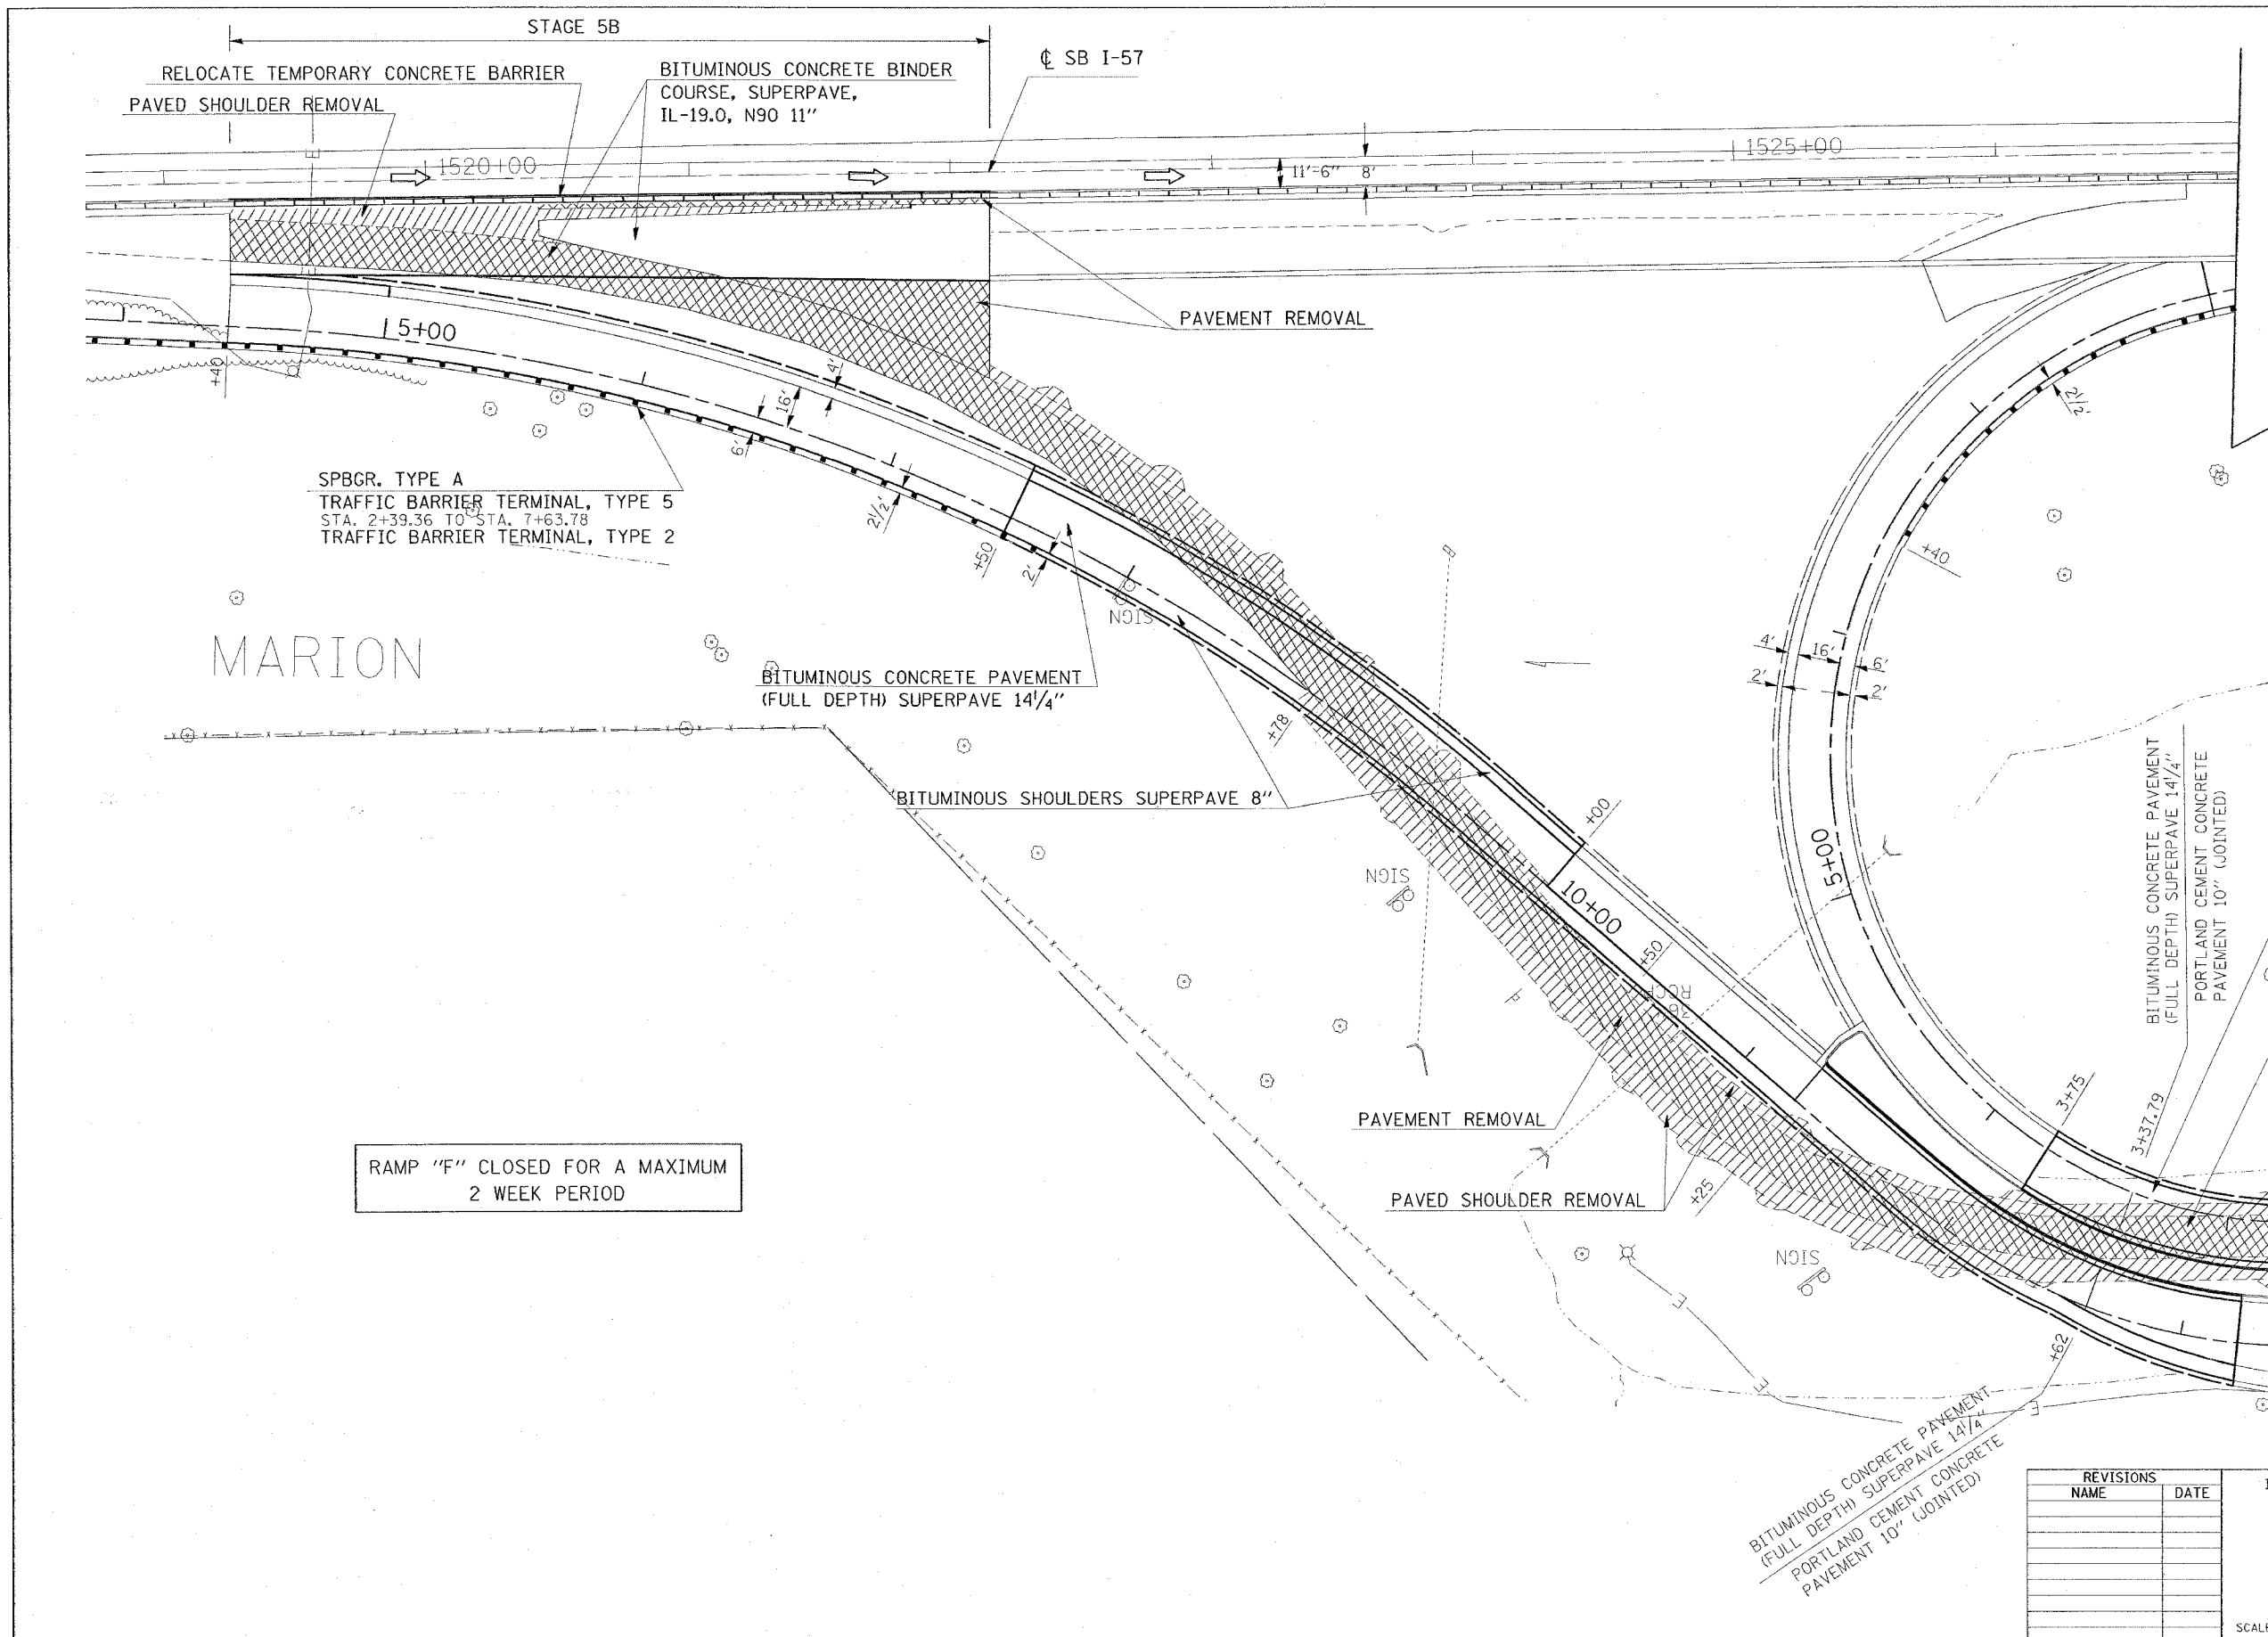 STAGE 5B
RELOCATE TEMPORARY CONCRETE BARRIER
PAVED SHOULDER REMOVAL
BITUMINOUS CONCRETE BINDER
COURSE, SUPERPAVE,
IL-19.0, N90 11"
℄ SB I-57
1520+00
11'-6"
8'
1525+00
PAVEMENT REMOVAL
5+00
+40
4'
16'
6'
2½'
2½'
SPBGR. TYPE A
TRAFFIC BARRIER TERMINAL, TYPE 5
STA. 2+39.36 TO STA. 7+63.78
TRAFFIC BARRIER TERMINAL, TYPE 2
+50
2'
SIGN
+40
MARION
BITUMINOUS CONCRETE PAVEMENT
(FULL DEPTH) SUPERPAVE 14¼"
4'
16'
6'
2'
2'
+78
BITUMINOUS SHOULDERS SUPERPAVE 8"
+00
SIGN
10+00
5+00
+50
BITUMINOUS CONCRETE PAVEMENT
(FULL DEPTH) SUPERPAVE 14¼"
PORTLAND CEMENT CONCRETE
PAVEMENT 10" (JOINTED)
PAVEMENT REMOVAL
3+75
3+37.79
RAMP "F" CLOSED FOR A MAXIMUM
2 WEEK PERIOD
PAVED SHOULDER REMOVAL
+25
SIGN
E
E
E
+62
BITUMINOUS CONCRETE PAVEMENT
(FULL DEPTH) SUPERPAVE 14¼"
PORTLAND CEMENT CONCRETE
PAVEMENT 10" (JOINTED)
REVISIONS
NAME DATE